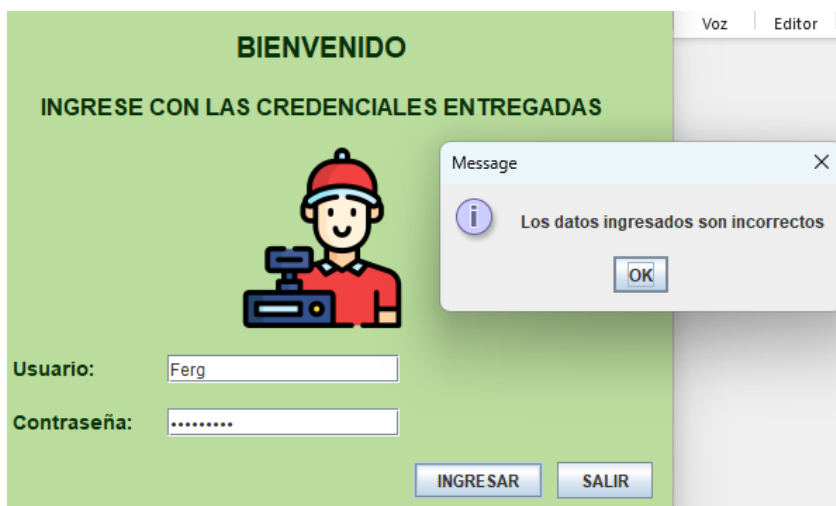 Voz Editor
BIENVENIDO
INGRESE CON LAS CREDENCIALES ENTREGADAS
Message
i
Los datos ingresados son incorrectos
OK
Usuario: Ferg
Contraseña: •••••••••
INGRESAR SALIR